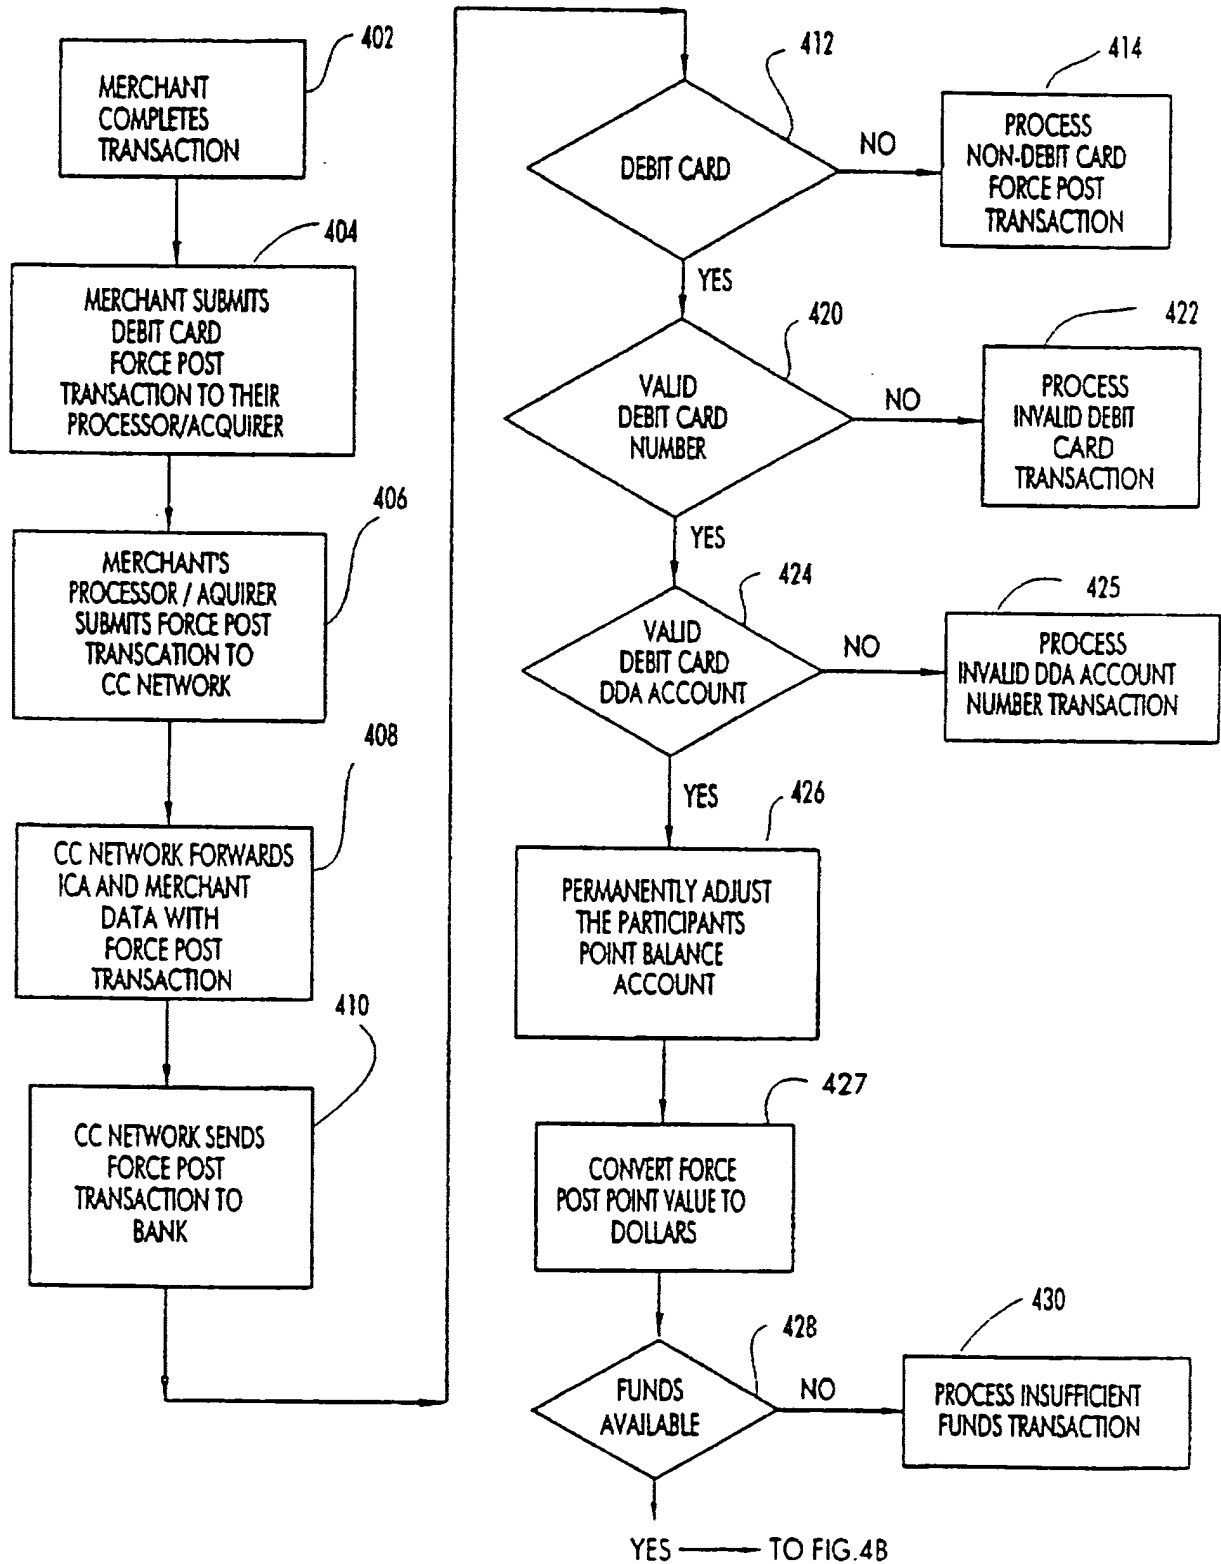 402
MERCHANT
COMPLETES
TRANSACTION
404
MERCHANT SUBMITS
DEBIT CARD
FORCE POST
TRANSACTION TO THEIR
PROCESSOR/ACQUIRER
406
MERCHANT'S
PROCESSOR / AQUIRER
SUBMITS FORCE POST
TRANSCATION TO
CC NETWORK
408
CC NETWORK FORWARDS
ICA AND MERCHANT
DATA WITH
FORCE POST
TRANSACTION
410
CC NETWORK SENDS
FORCE POST
TRANSACTION TO
BANK
412
DEBIT CARD
NO
YES
414
PROCESS
NON-DEBIT CARD
FORCE POST
TRANSACTION
420
VALID
DEBIT CARD
NUMBER
NO
YES
422
PROCESS
INVALID DEBIT
CARD
TRANSACTION
424
VALID
DEBIT CARD
DDA ACCOUNT
NO
YES
425
PROCESS
INVALID DDA ACCOUNT
NUMBER TRANSACTION
426
PERMANENTLY ADJUST
THE PARTICIPANTS
POINT BALANCE
ACCOUNT
427
CONVERT FORCE
POST POINT VALUE TO
DOLLARS
428
FUNDS
AVAILABLE
NO
430
PROCESS INSUFFICIENT
FUNDS TRANSACTION
YES TO FIG.4B